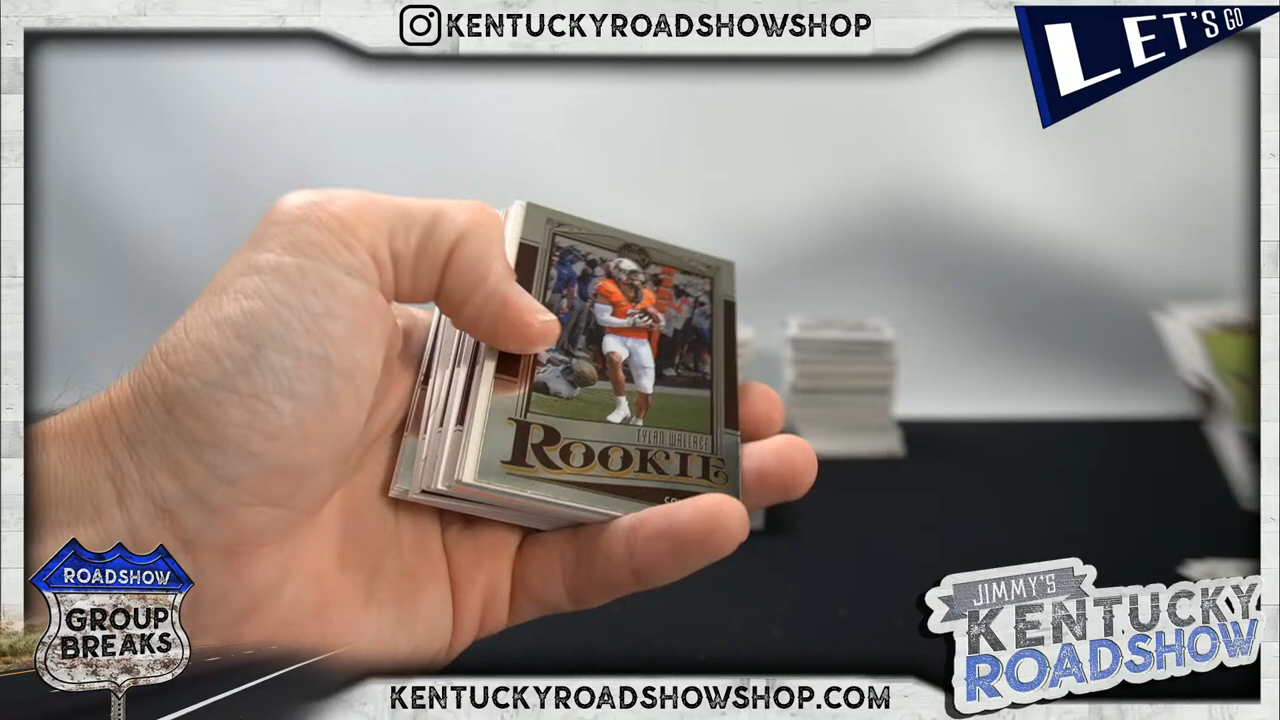 KENTUCKYROADSHOWSHOP
LET'S GO
TYLAN WALLACE
ROOKIE
ROADSHOW
GROUP
BREAKS
JIMMY'S
KENTUCKY
ROADSHOW
KENTUCKYROADSHOWSHOP.COM